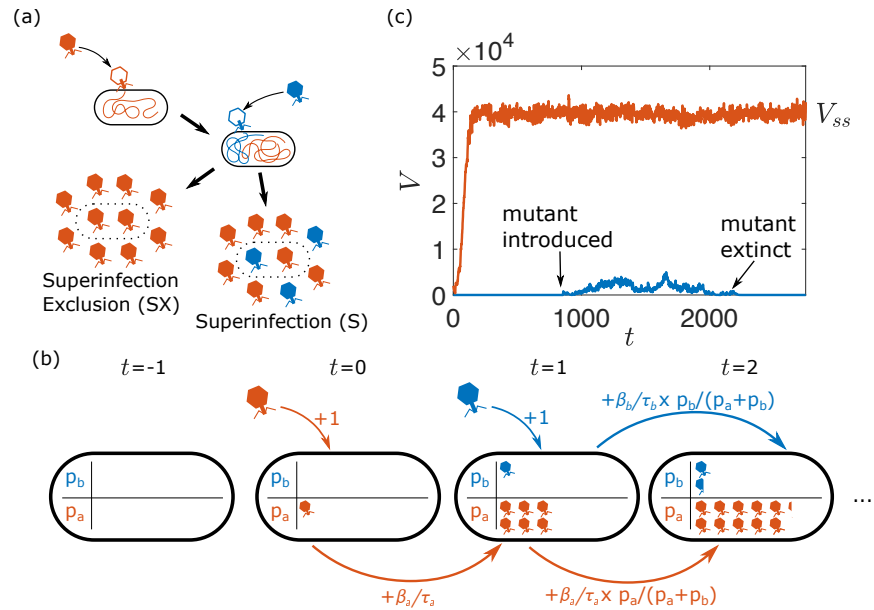 (a)
Superinfection
Exclusion (SX)
Superinfection (S)
(c)
×10⁴
5
4
3
2
1
0
V
0
1000
2000
t
V_ss
mutant
introduced
mutant
extinct
(b)
t=-1
t=0
t=1
t=2
+1
+1
+β_b/τ_b x p_b/(p_a+p_b)
p_b
p_a
p_b
p_a
p_b
p_a
p_b
p_a
...
+β_a/τ_a
+β_a/τ_a x p_a/(p_a+p_b)